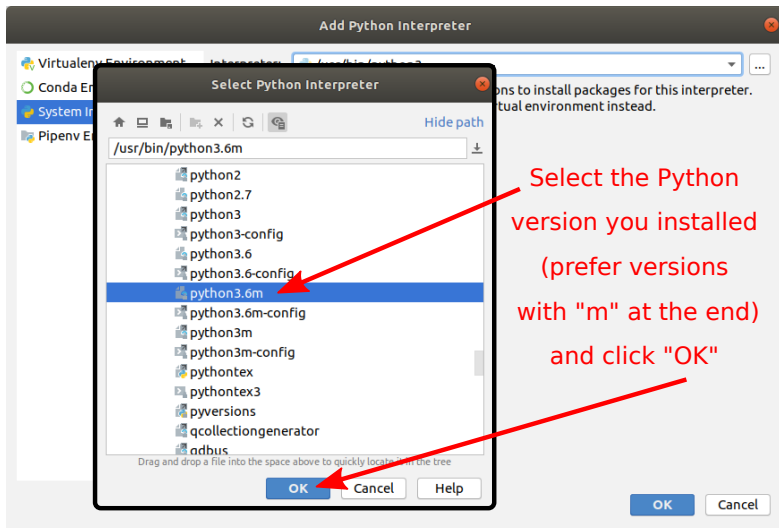 Add Python Interpreter
Virtualenv Environment
Interpreter:
/usr/bin/python3
...
Conda
ons to install packages for this interpreter.
System In
tual environment instead.
Pipenv
Select Python Interpreter
Hide path
/usr/bin/python3.6m
python2
python2.7
python3
python3-config
python3.6
python3.6-config
python3.6m
python3.6m-config
python3m
python3m-config
pythontex
pythontex3
pyversions
qcollectiongenerator
qdbus
Drag and drop a file into the space above to quickly locate it in the tree
OK
Cancel
Help
Select the Python
version you installed
(prefer versions
with "m" at the end)
and click "OK"
OK
Cancel